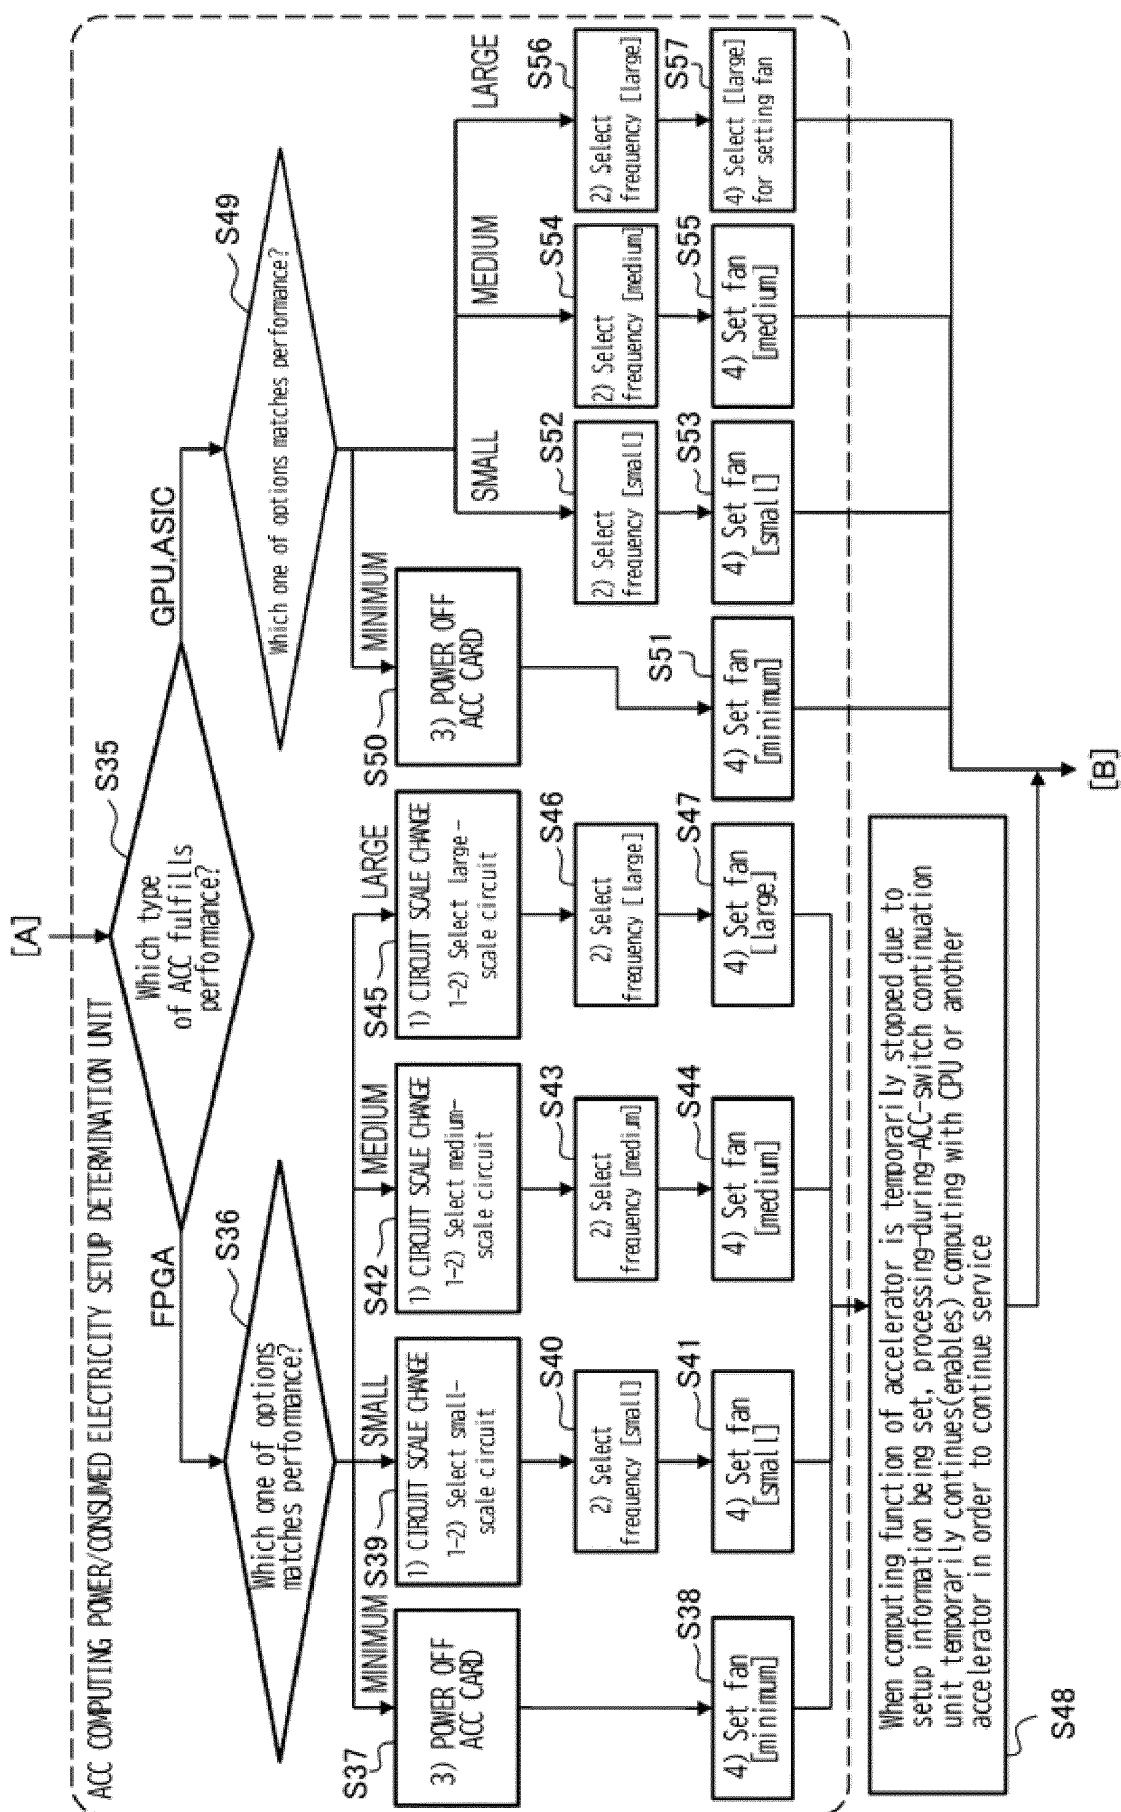 [A]
ACC COMPUTING POWER/CONSUMED ELECTRICITY SETUP DETERMINATION UNIT
S35
Which type
of ACC fulfills
performance?
FPGA
GPU,ASIC
S36
Which one of options
matches performance?
S49
Which one of options matches performance?
MINIMUM
SMALL
MEDIUM
LARGE
MINIMUM
SMALL
MEDIUM
LARGE
S37
3) POWER OFF
ACC CARD
S39
1) CIRCUIT SCALE CHANGE
1-2) Select small-
scale circuit
S42
1) CIRCUIT SCALE CHANGE
1-2) Select medium-
scale circuit
S45
1) CIRCUIT SCALE CHANGE
1-2) Select large-
scale circuit
S50
3) POWER OFF
ACC CARD
S40
2) Select
frequency [small]
S43
2) Select
frequency [medium]
S46
2) Select
frequency [large]
S52
2) Select
frequency [small]
S54
2) Select
frequency [medium]
S56
2) Select
frequency [large]
S38
4) Set fan
[minimum]
S41
4) Set fan
[small]
S44
4) Set fan
[medium]
S47
4) Set fan
[large]
S51
4) Set fan
[minimum]
S53
4) Set fan
[small]
S55
4) Set fan
[medium]
S57
4) Select [large]
for setting fan
When computing function of accelerator is temporarily stopped due to
setup information being set, processing-during-ACC-switch continuation
unit temporarily continues(enables) computing with CPU or another
accelerator in order to continue service
S48
[B]